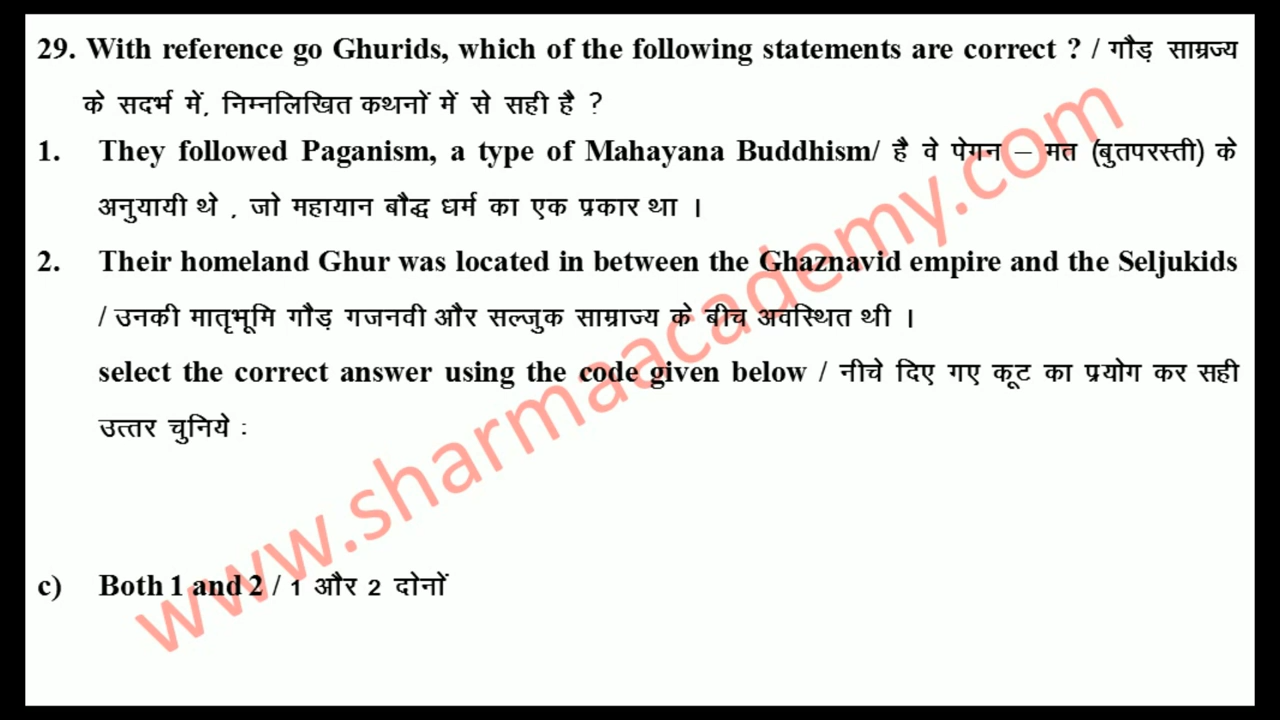 29. With reference go Ghurids, which of the following statements are correct ? / गौड़ साम्रज्य
के सदर्भ में, निम्नलिखित कथनों में से सही है ?
1. They followed Paganism, a type of Mahayana Buddhism/ है वे पेगन – मत (बुतपरस्ती) के
अनुयायी थे , जो महायान बौद्ध धर्म का एक प्रकार था ।
2. Their homeland Ghur was located in between the Ghaznavid empire and the Seljukids
/ उनकी मातृभूमि गौड़ गजनवी और सल्जुक साम्राज्य के बीच अवस्थित थी ।
select the correct answer using the code given below / नीचे दिए गए कूट का प्रयोग कर सही
उत्तर चुनिये :
c) Both 1 and 2 / 1 और 2 दोनों
www.sharmaacademy.com